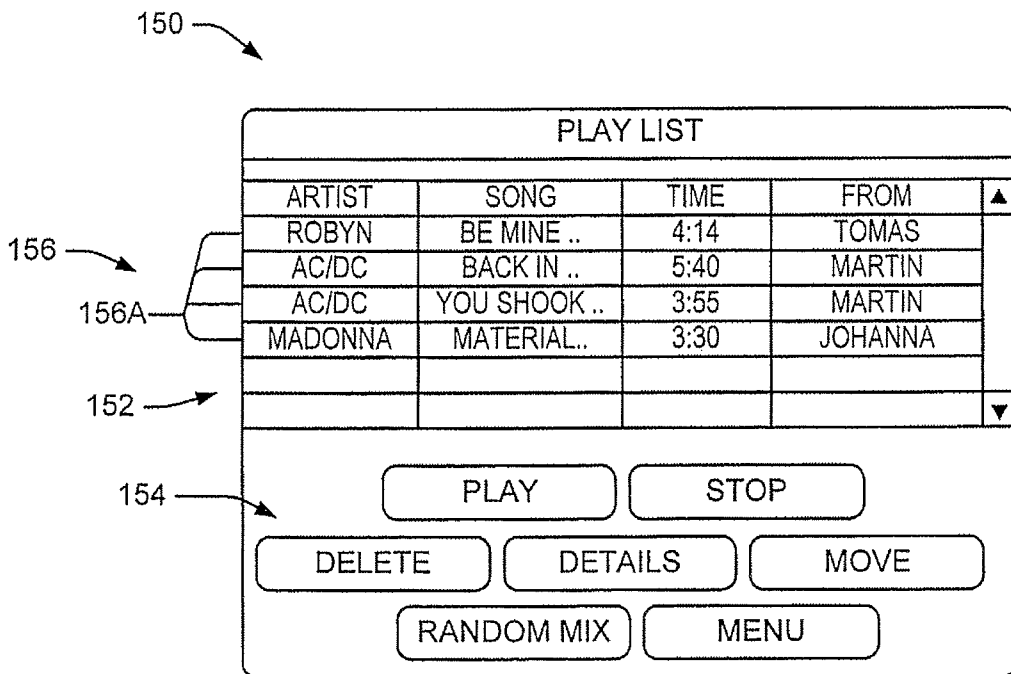 150
PLAY LIST
ARTIST SONG TIME FROM ▲
156 ROBYN BE MINE .. 4:14 TOMAS
AC/DC BACK IN .. 5:40 MARTIN
156A AC/DC YOU SHOOK .. 3:55 MARTIN
MADONNA MATERIAL.. 3:30 JOHANNA
152 ▼
154 PLAY STOP
DELETE DETAILS MOVE
RANDOM MIX MENU